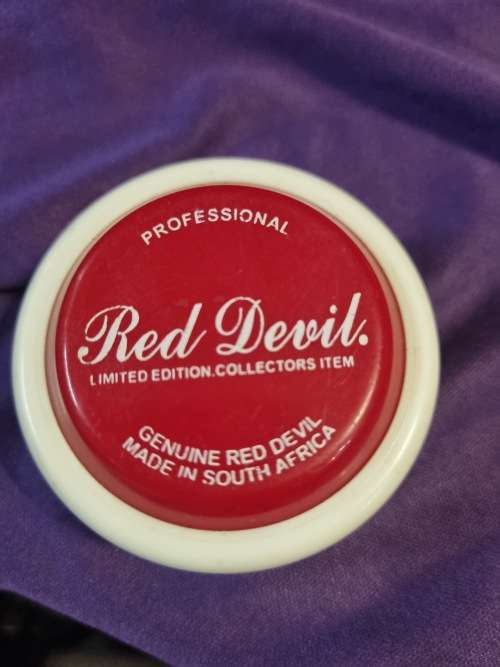 PROFESSIONAL
Red Devil.
LIMITED EDITION.COLLECTORS ITEM
GENUINE RED DEVIL
MADE IN SOUTH AFRICA